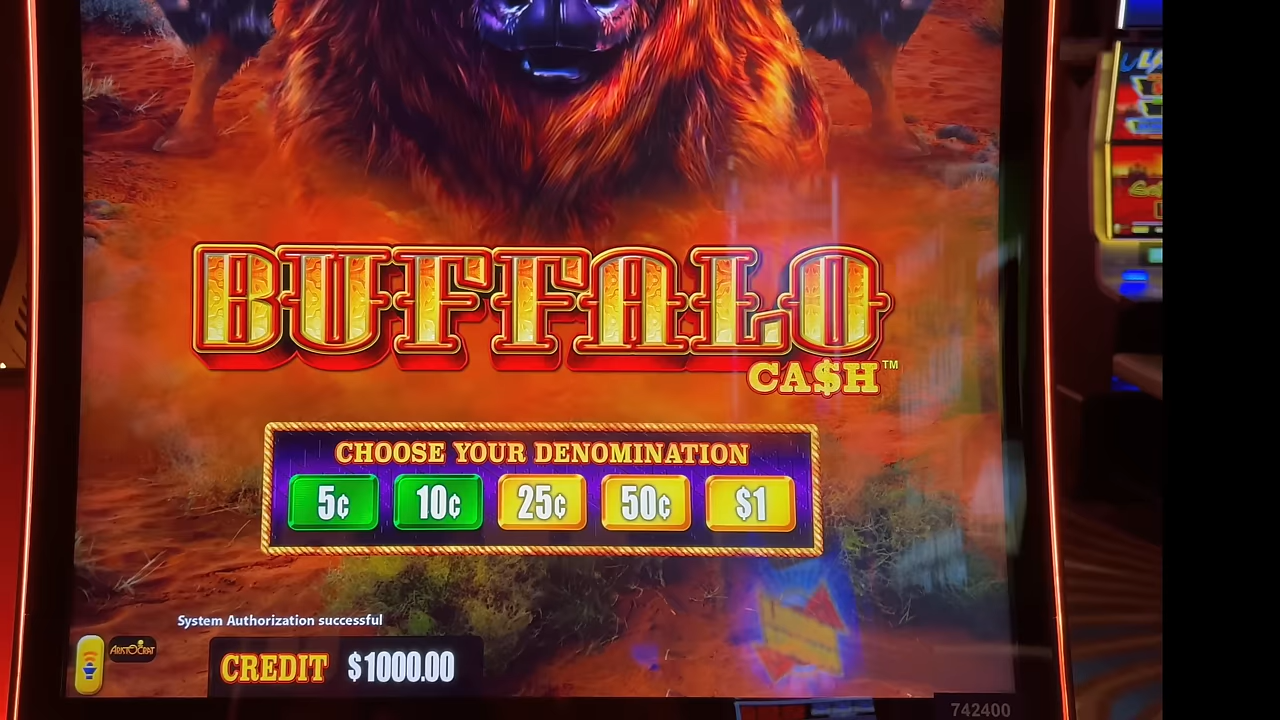 BUFFALO
CA$H™
CHOOSE YOUR DENOMINATION
5¢ 10¢ 25¢ 50¢ $1
System Authorization successful
ARISTOCRAT
CREDIT $1000.00
742400